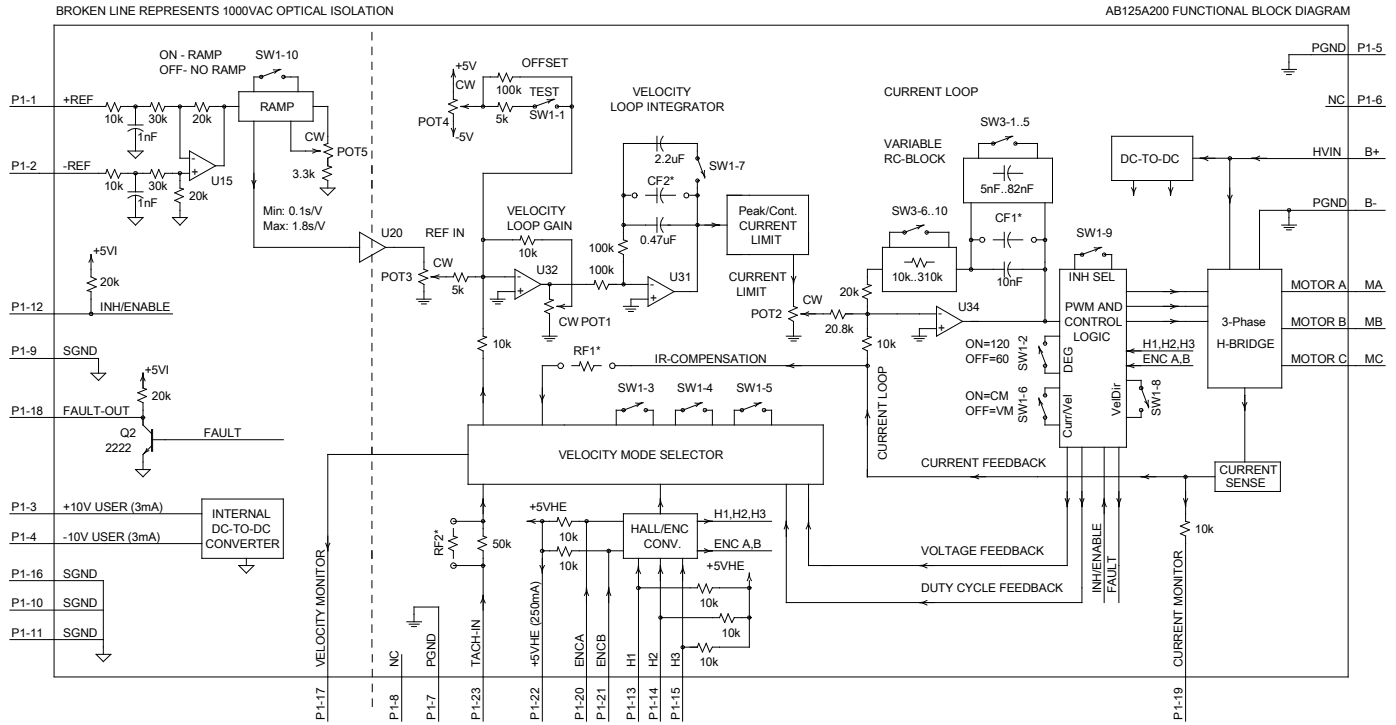 BROKEN LINE REPRESENTS 1000VAC OPTICAL ISOLATION
AB125A200 FUNCTIONAL BLOCK DIAGRAM
P1-1
+REF
10k
1nF
30k
20k
P1-2
-REF
10k
1nF
30k
20k
U15
ON - RAMP
OFF- NO RAMP
SW1-10
RAMP
CW
POT5
3.3k
Min: 0.1s/V
Max: 1.8s/V
+5VI
20k
P1-12
INH/ENABLE
P1-9
SGND
+5VI
20k
P1-18
FAULT-OUT
Q2
2222
FAULT
P1-3
+10V USER (3mA)
P1-4
-10V USER (3mA)
INTERNAL
DC-TO-DC
CONVERTER
P1-16
SGND
P1-10
SGND
P1-11
SGND
U20
REF IN
CW
POT3
5k
+5V
CW
POT4
-5V
OFFSET
100k
TEST
SW1-1
5k
VELOCITY
LOOP GAIN
10k
U32
CW POT1
10k
VELOCITY
LOOP INTEGRATOR
2.2uF
SW1-7
CF2*
0.47uF
100k
100k
U31
Peak/Cont.
CURRENT
LIMIT
CURRENT
LIMIT
CW
POT2
20.8k
CURRENT LOOP
VARIABLE
RC-BLOCK
SW3-1..5
5nF..82nF
SW3-6..10
10k..310k
CF1*
10nF
20k
10k
U34
SW1-9
INH SEL
PWM AND
CONTROL
LOGIC
ON=120
OFF=60
SW1-2
DEG
ON=CM
OFF=VM
SW1-6
Curr/Vel
VelDir
SW1-8
H1,H2,H3
ENC A,B
PGND
P1-5
NC
P1-6
DC-TO-DC
HVIN
B+
PGND
B-
3-Phase
H-BRIDGE
MOTOR A
MA
MOTOR B
MB
MOTOR C
MC
RF1*
IR-COMPENSATION
CURRENT LOOP
SW1-3
SW1-4
SW1-5
VELOCITY MODE SELECTOR
CURRENT FEEDBACK
CURRENT
SENSE
VOLTAGE FEEDBACK
DUTY CYCLE FEEDBACK
INH/ENABLE
FAULT
10k
CURRENT MONITOR
P1-19
VELOCITY MONITOR
P1-17
NC
P1-8
PGND
P1-7
RF2*
50k
TACH-IN
P1-23
+5VHE
10k
10k
+5VHE (250mA)
P1-22
ENCA
P1-20
ENCB
P1-21
HALL/ENC
CONV.
H1,H2,H3
ENC A,B
+5VHE
10k
10k
10k
H1
P1-13
H2
P1-14
H3
P1-15